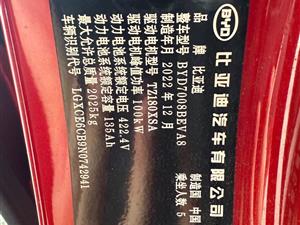 BYD
比亚迪汽车有限公司
品牌 比亚迪 制造国 中国
整车型号 BYD7008BEVA8 乘坐人数 5
制造年月 2022年12月
驱动电机型号 TZ180XSA
驱动电机峰值功率 100kW
动力电池系统额定电压 422.4V
动力电池系统额定容量 135Ah
最大允许总质量 2025kg
车辆识别代号 LGXCE6CB9N0742941